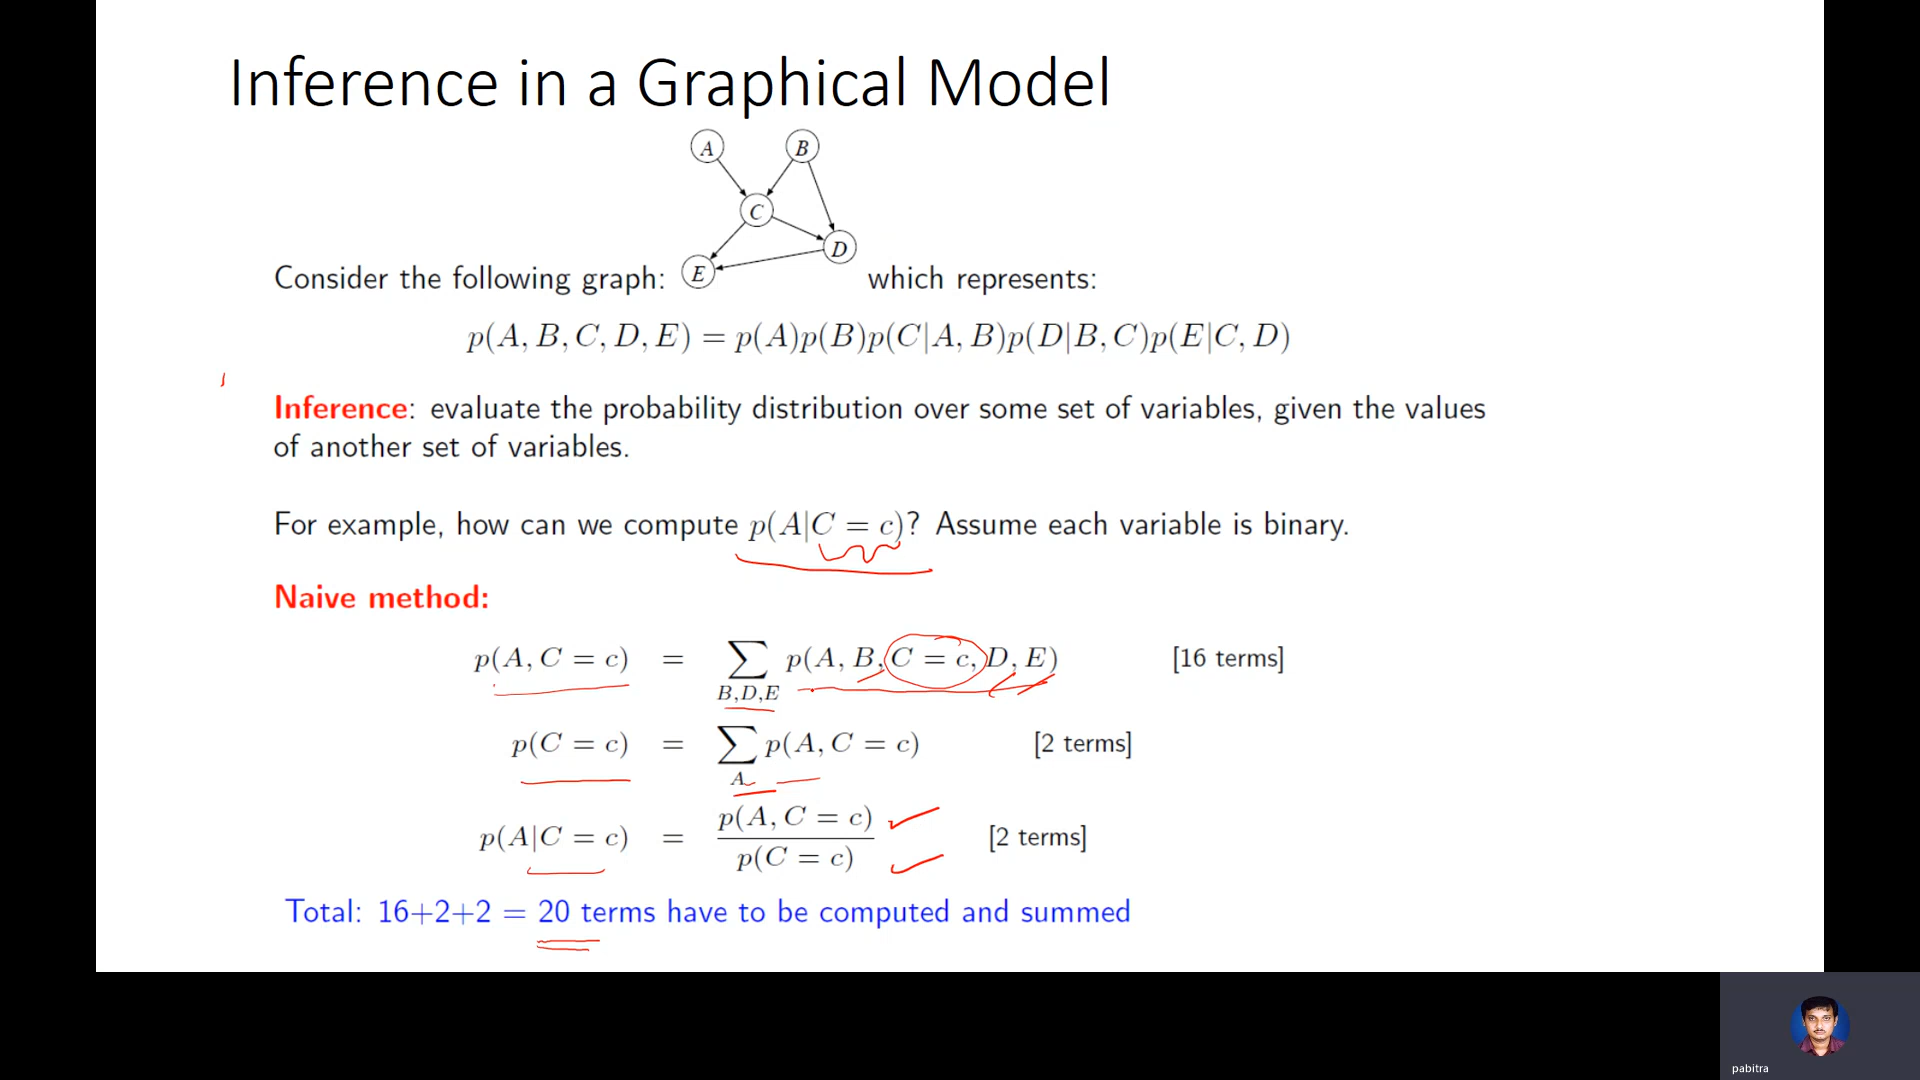 Inference in a Graphical Model
A B
C
D
E
Consider the following graph: which represents:
p(A, B, C, D, E) = p(A)p(B)p(C|A, B)p(D|B, C)p(E|C, D)
Inference: evaluate the probability distribution over some set of variables, given the values
of another set of variables.
For example, how can we compute p(A|C = c)? Assume each variable is binary.
Naive method:
p(A, C = c) = ∑_{B,D,E} p(A, B, C = c, D, E) [16 terms]
p(C = c) = ∑_{A} p(A, C = c) [2 terms]
p(A|C = c) = p(A, C = c) / p(C = c) [2 terms]
Total: 16+2+2 = 20 terms have to be computed and summed
pabitra